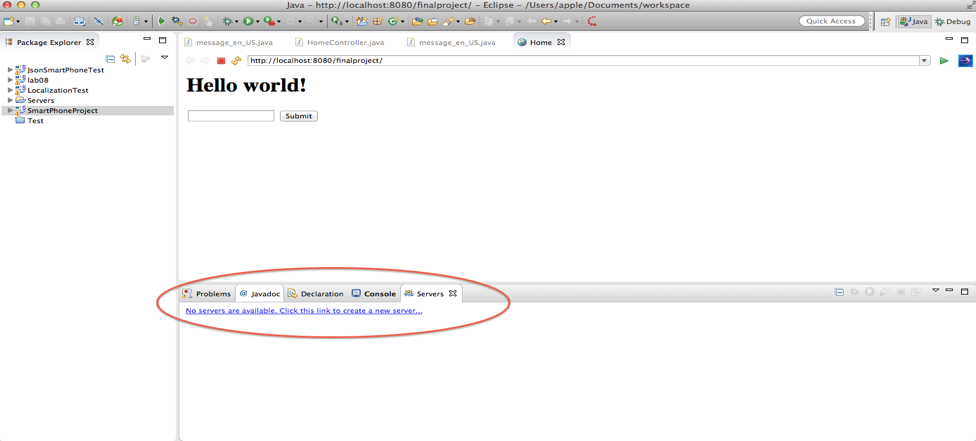 Java – http://localhost:8080/finalproject/ – Eclipse – /Users/apple/Documents/workspace
Quick Access
Java
Debug
Package Explorer
JsonSmartPhoneTest
lab08
LocalizationTest
Servers
SmartPhoneProject
Test
message_en_US.java
HomeController.java
message_en_US.java
Home
http://localhost:8080/finalproject/
Hello world!
Submit
Problems
@ Javadoc
Declaration
Console
Servers
No servers are available. Click this link to create a new server...